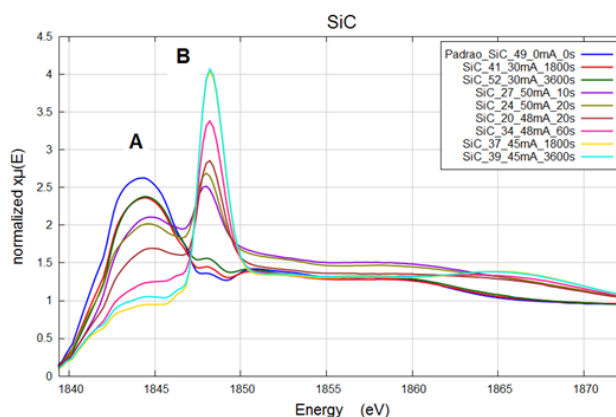 SiC
4.5
4
3.5
3
2.5
2
1.5
1
0.5
0
normalized xμ(E)
A
B
Padrao_SiC_49_0mA_0s
SiC_41_30mA_1800s
SiC_52_30mA_3600s
SiC_27_50mA_10s
SiC_24_50mA_20s
SiC_20_48mA_20s
SiC_34_48mA_60s
SiC_37_45mA_1800s
SiC_39_45mA_3600s
1840 1845 1850 1855 1860 1865 1870
Energy (eV)